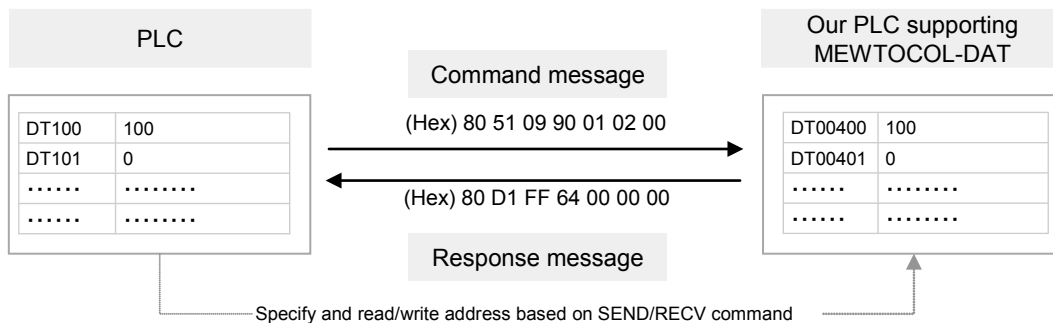 PLC
Our PLC supporting
MEWTOCOL-DAT
Command message
(Hex) 80 51 09 90 01 02 00
DT100 100
DT101 0
...... ........
...... ........
DT00400 100
DT00401 0
...... ........
...... ........
(Hex) 80 D1 FF 64 00 00 00
Response message
Specify and read/write address based on SEND/RECV command